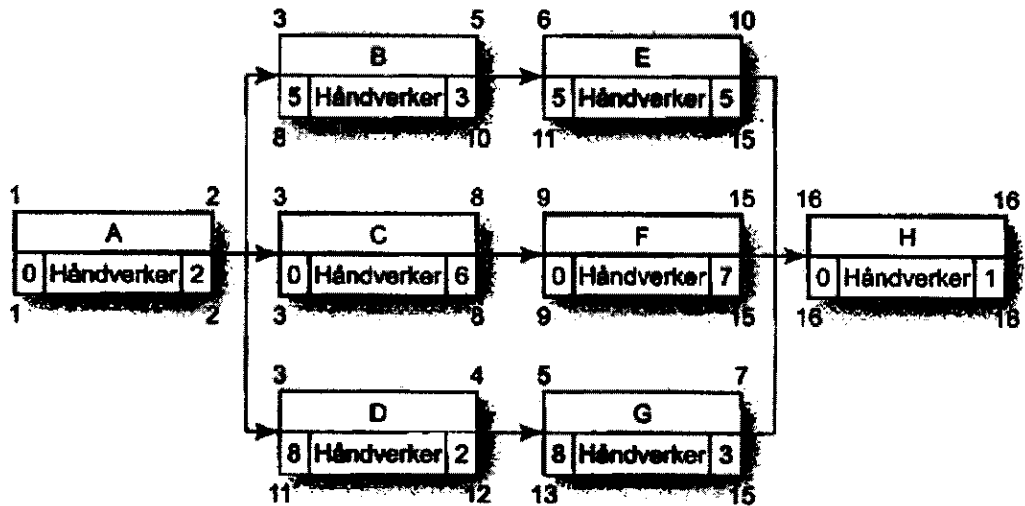 3 5
B
5 Håndverker 3
8 10
6 10
E
5 Håndverker 5
11 15
1 2
A
0 Håndverker 2
1 2
3 8
C
0 Håndverker 6
3 8
9 15
F
0 Håndverker 7
9 15
16 16
H
0 Håndverker 1
16 16
3 4
D
8 Håndverker 2
11 12
5 7
G
8 Håndverker 3
13 15